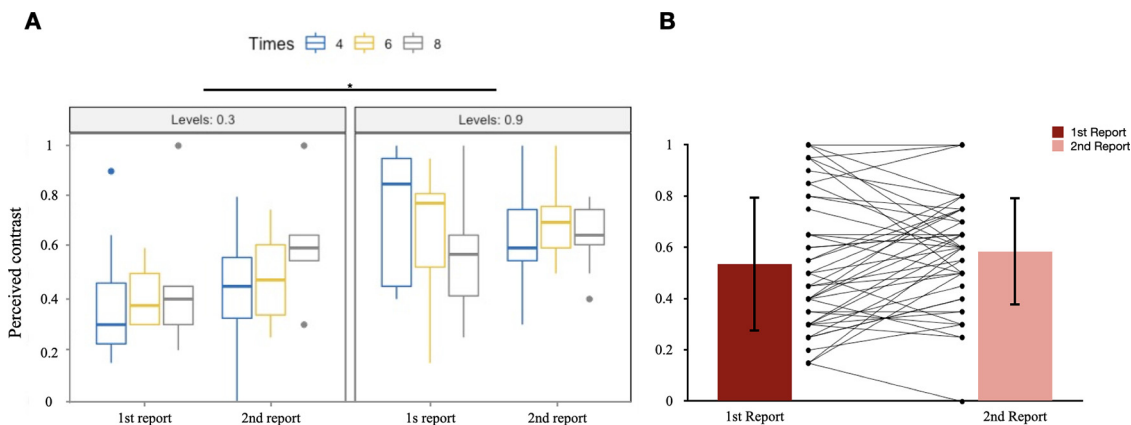 A
Times 4 6 8
*
Levels: 0.3 Levels: 0.9
Perceived contrast
1
0.8
0.6
0.4
0.2
0
1st report 2nd report 1s report 2nd report
B
1st Report
2nd Report
1
0.8
0.6
0.4
0.2
0
1st Report 2nd Report